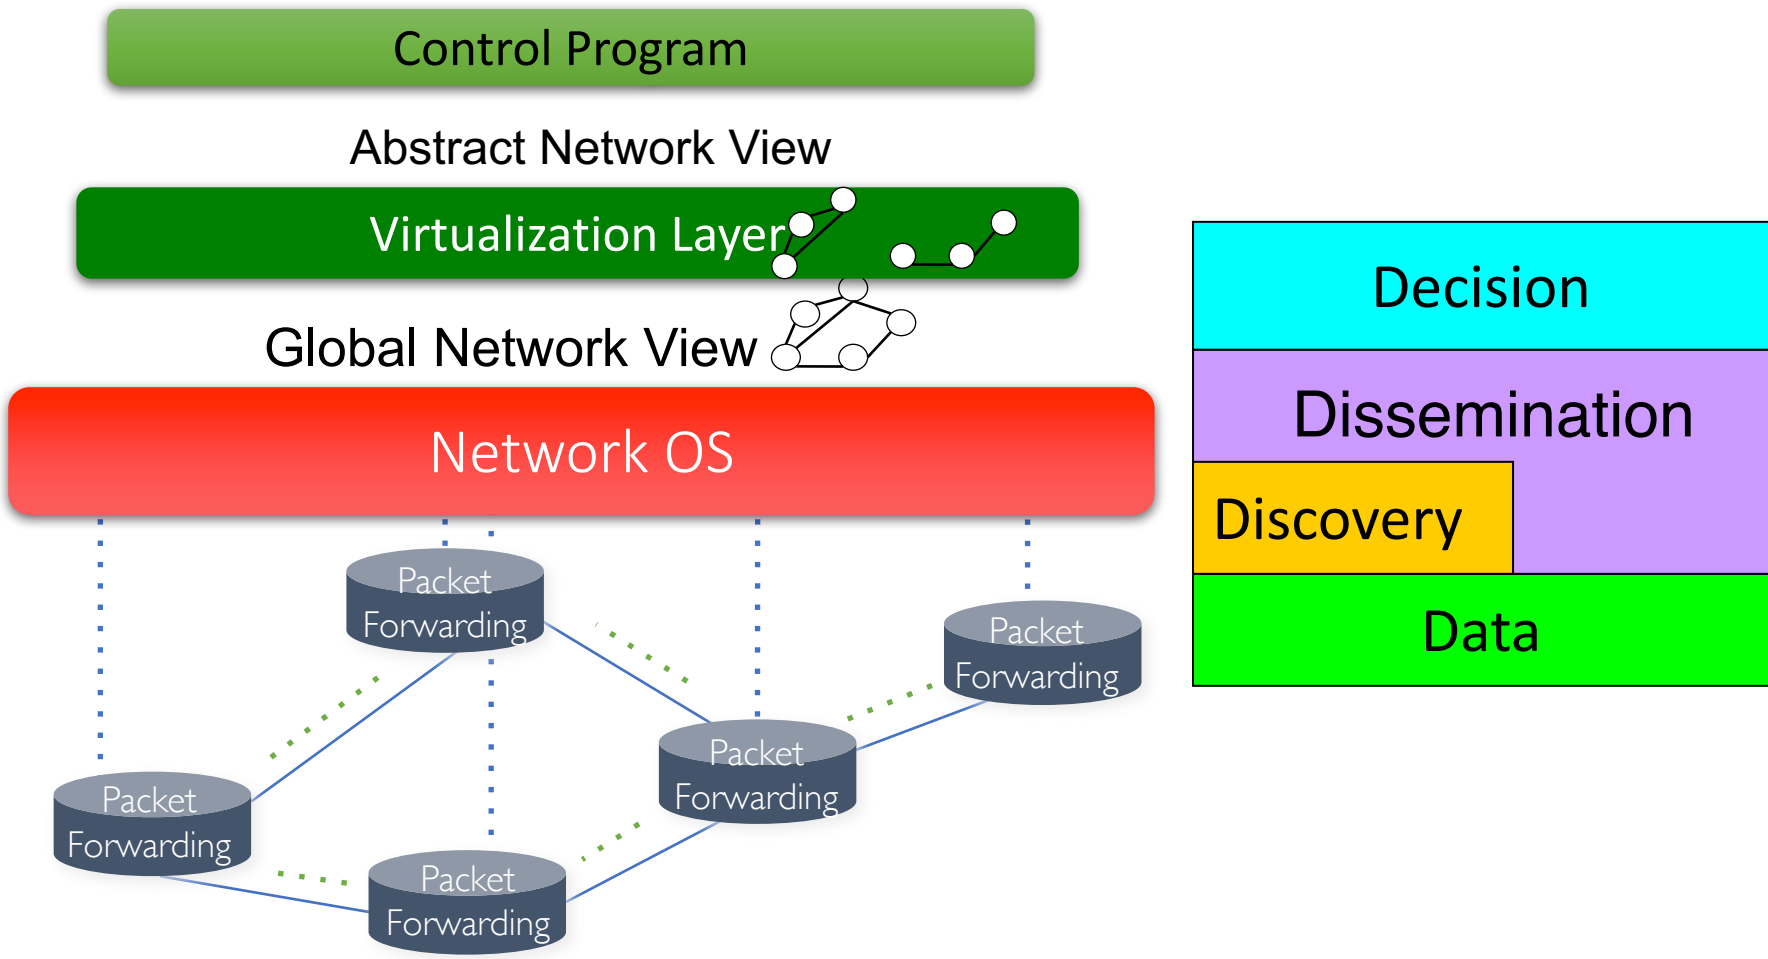 Control Program
Abstract Network View
Virtualization Layer
Global Network View
Network OS
Packet
Forwarding
Packet
Forwarding
Packet
Forwarding
Packet
Forwarding
Packet
Forwarding
Decision
Dissemination
Discovery
Data